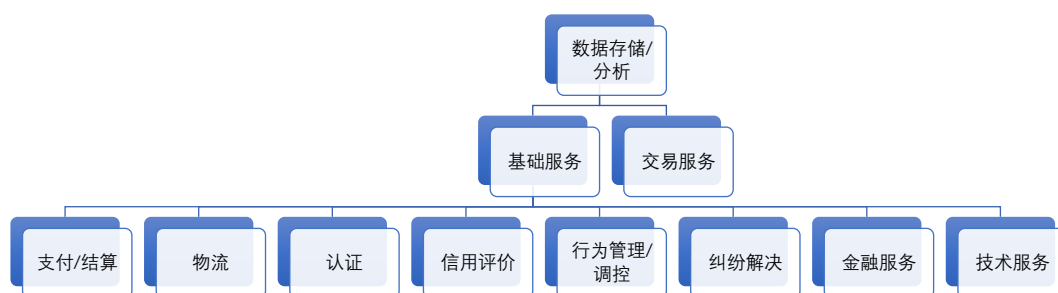 数据存储/
分析
基础服务
交易服务
支付/结算
物流
认证
信用评价
行为管理/
调控
纠纷解决
金融服务
技术服务